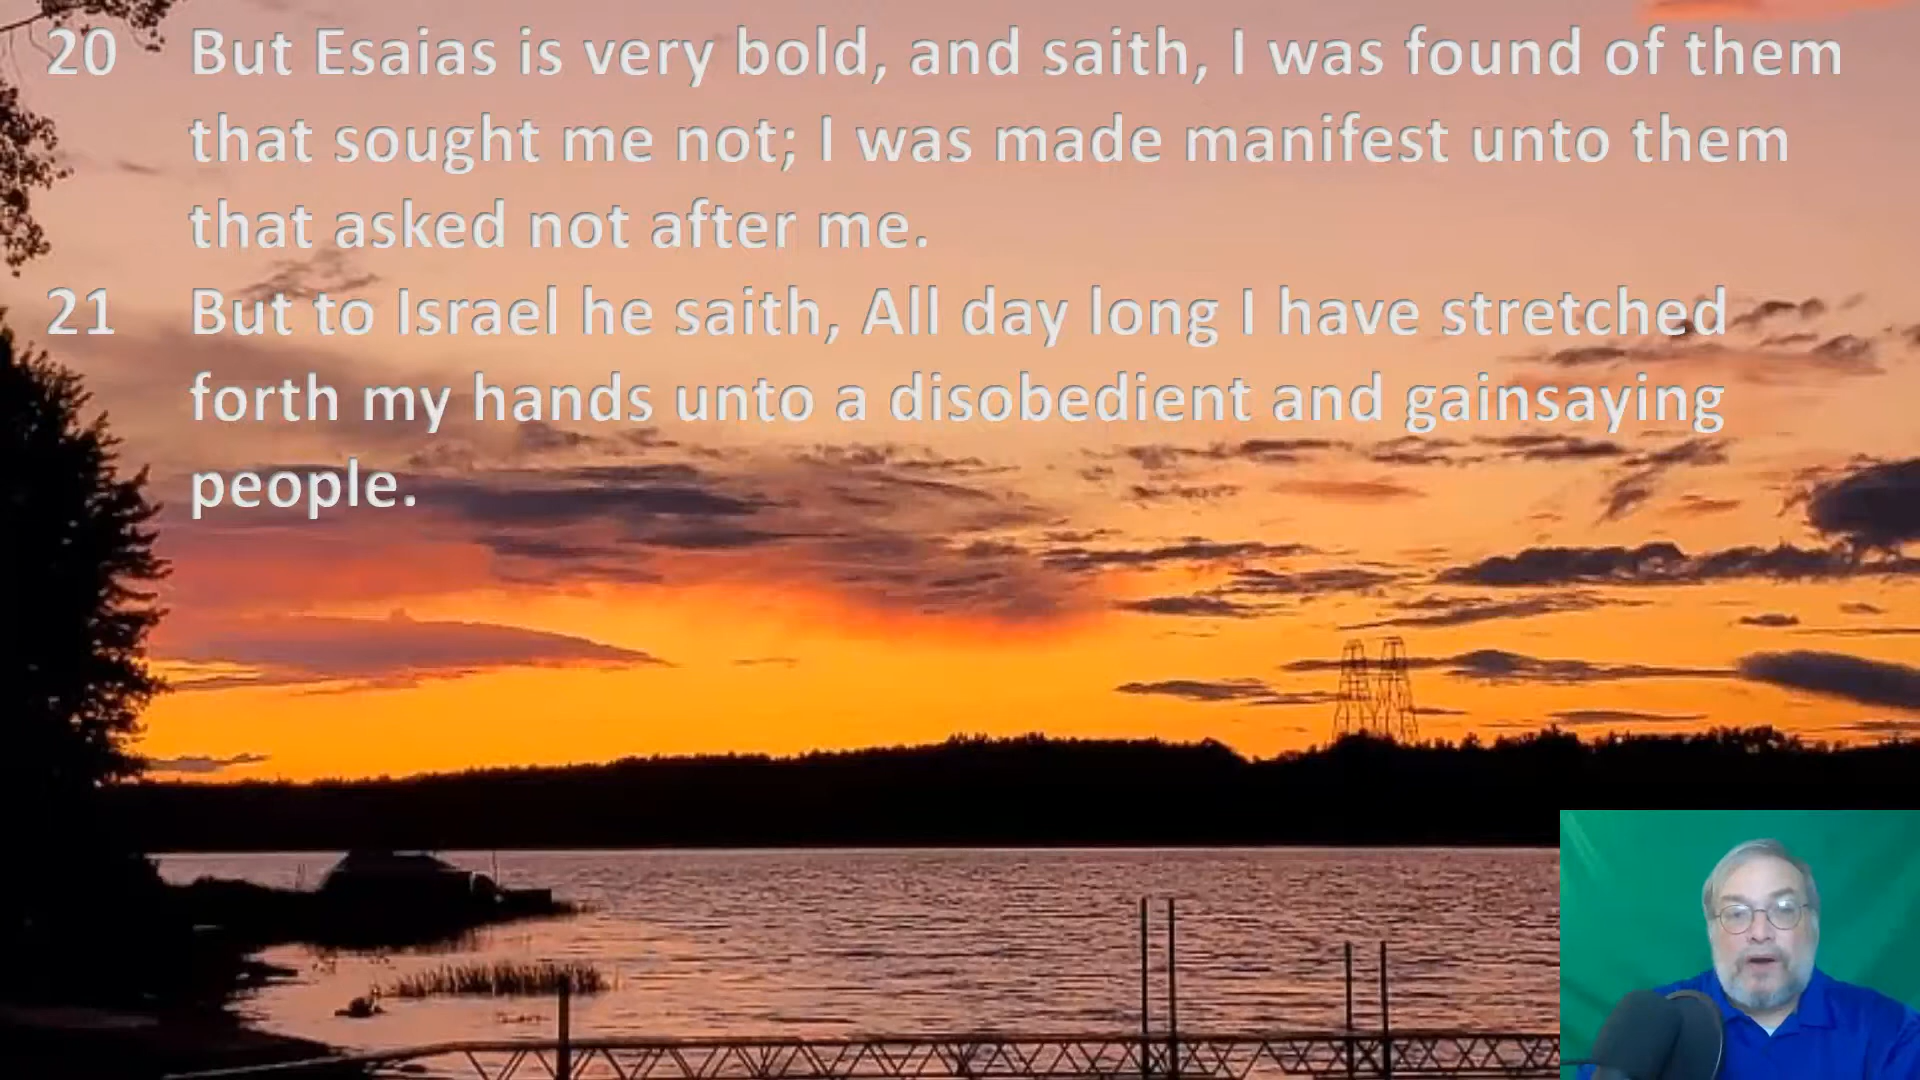 20 But Esaias is very bold, and saith, I was found of them
that sought me not; I was made manifest unto them
that asked not after me.
21 But to Israel he saith, All day long I have stretched
forth my hands unto a disobedient and gainsaying
people.